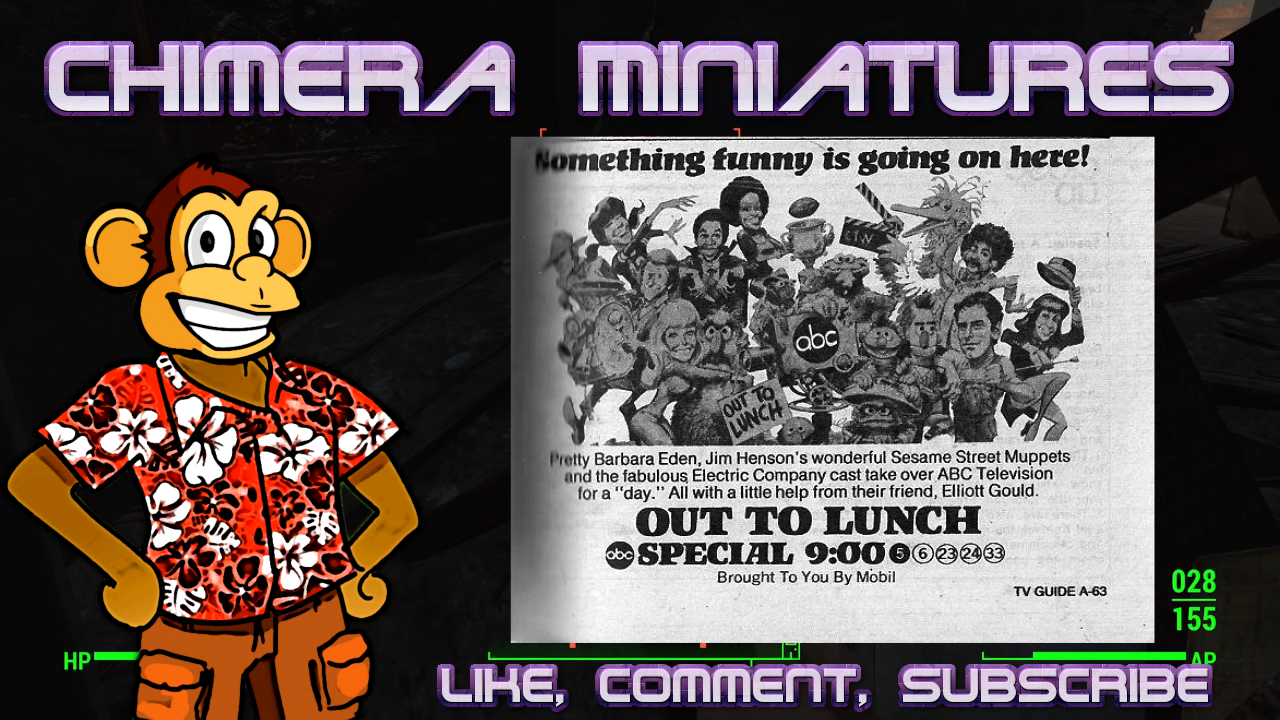 CHIMERA MINIATURES
Something funny is going on here!
TV
abc
OUT TO
LUNCH
Pretty Barbara Eden, Jim Henson's wonderful Sesame Street Muppets
and the fabulous Electric Company cast take over ABC Television
for a "day." All with a little help from their friend, Elliott Gould.
OUT TO LUNCH
abc SPECIAL 9:00 5 6 23 24 33
Brought To You By Mobil
TV GUIDE A-63
028
155
HP
AP
LIKE, COMMENT, SUBSCRIBE